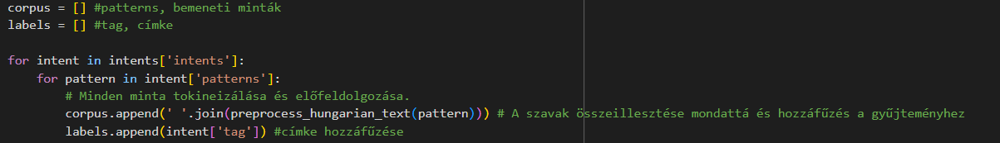 corpus = [] #patterns, bemeneti minták
labels = [] #tag, címke
for intent in intents['intents']:
for pattern in intent['patterns']:
# Minden minta tokineizálása és előfeldolgozása.
corpus.append(' '.join(preprocess_hungarian_text(pattern))) # A szavak összeillesztése mondattá és hozzáfűzés a gyűjteményhez
labels.append(intent['tag']) #címke hozzáfűzése